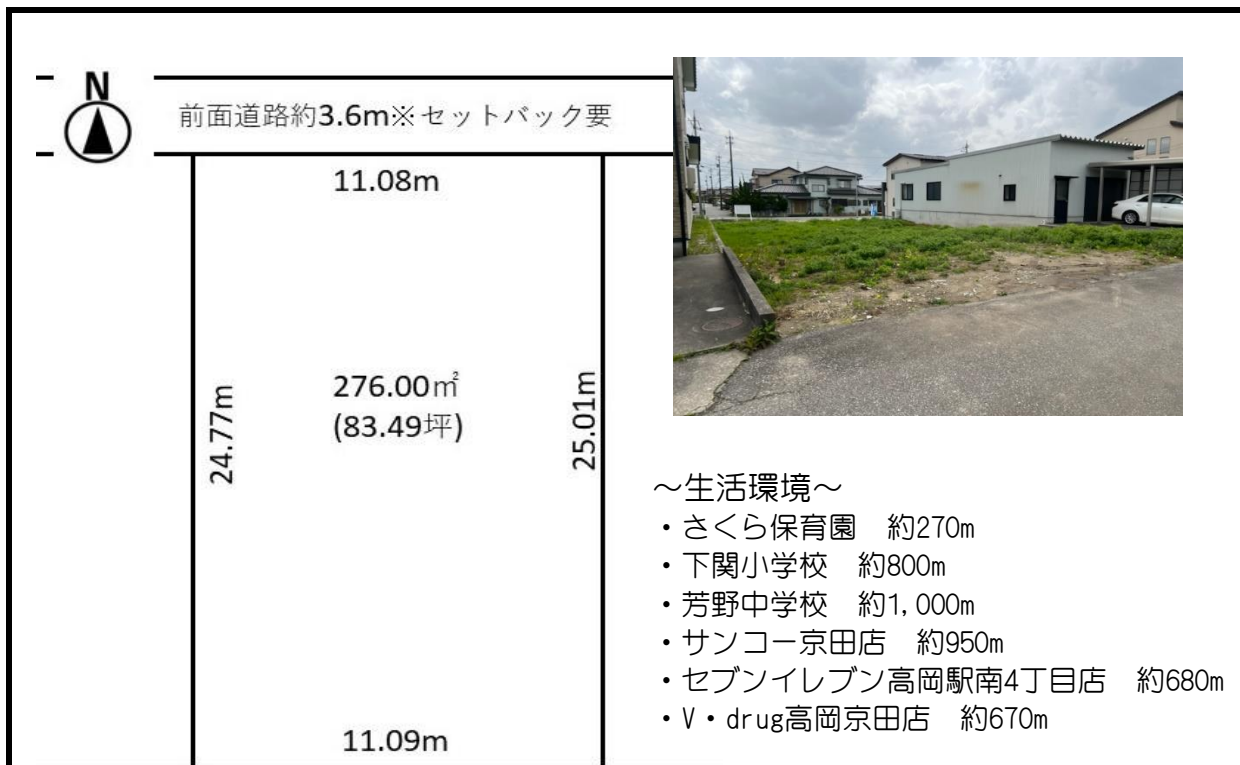 N
前面道路約3.6m※セットバック要
11.08m
24.77m
276.00㎡
(83.49坪)
25.01m
11.09m
～生活環境～
・さくら保育園　約270m
・下関小学校　約800m
・芳野中学校　約1,000m
・サンコー京田店　約950m
・セブンイレブン高岡駅南4丁目店　約680m
・V・drug高岡京田店　約670m